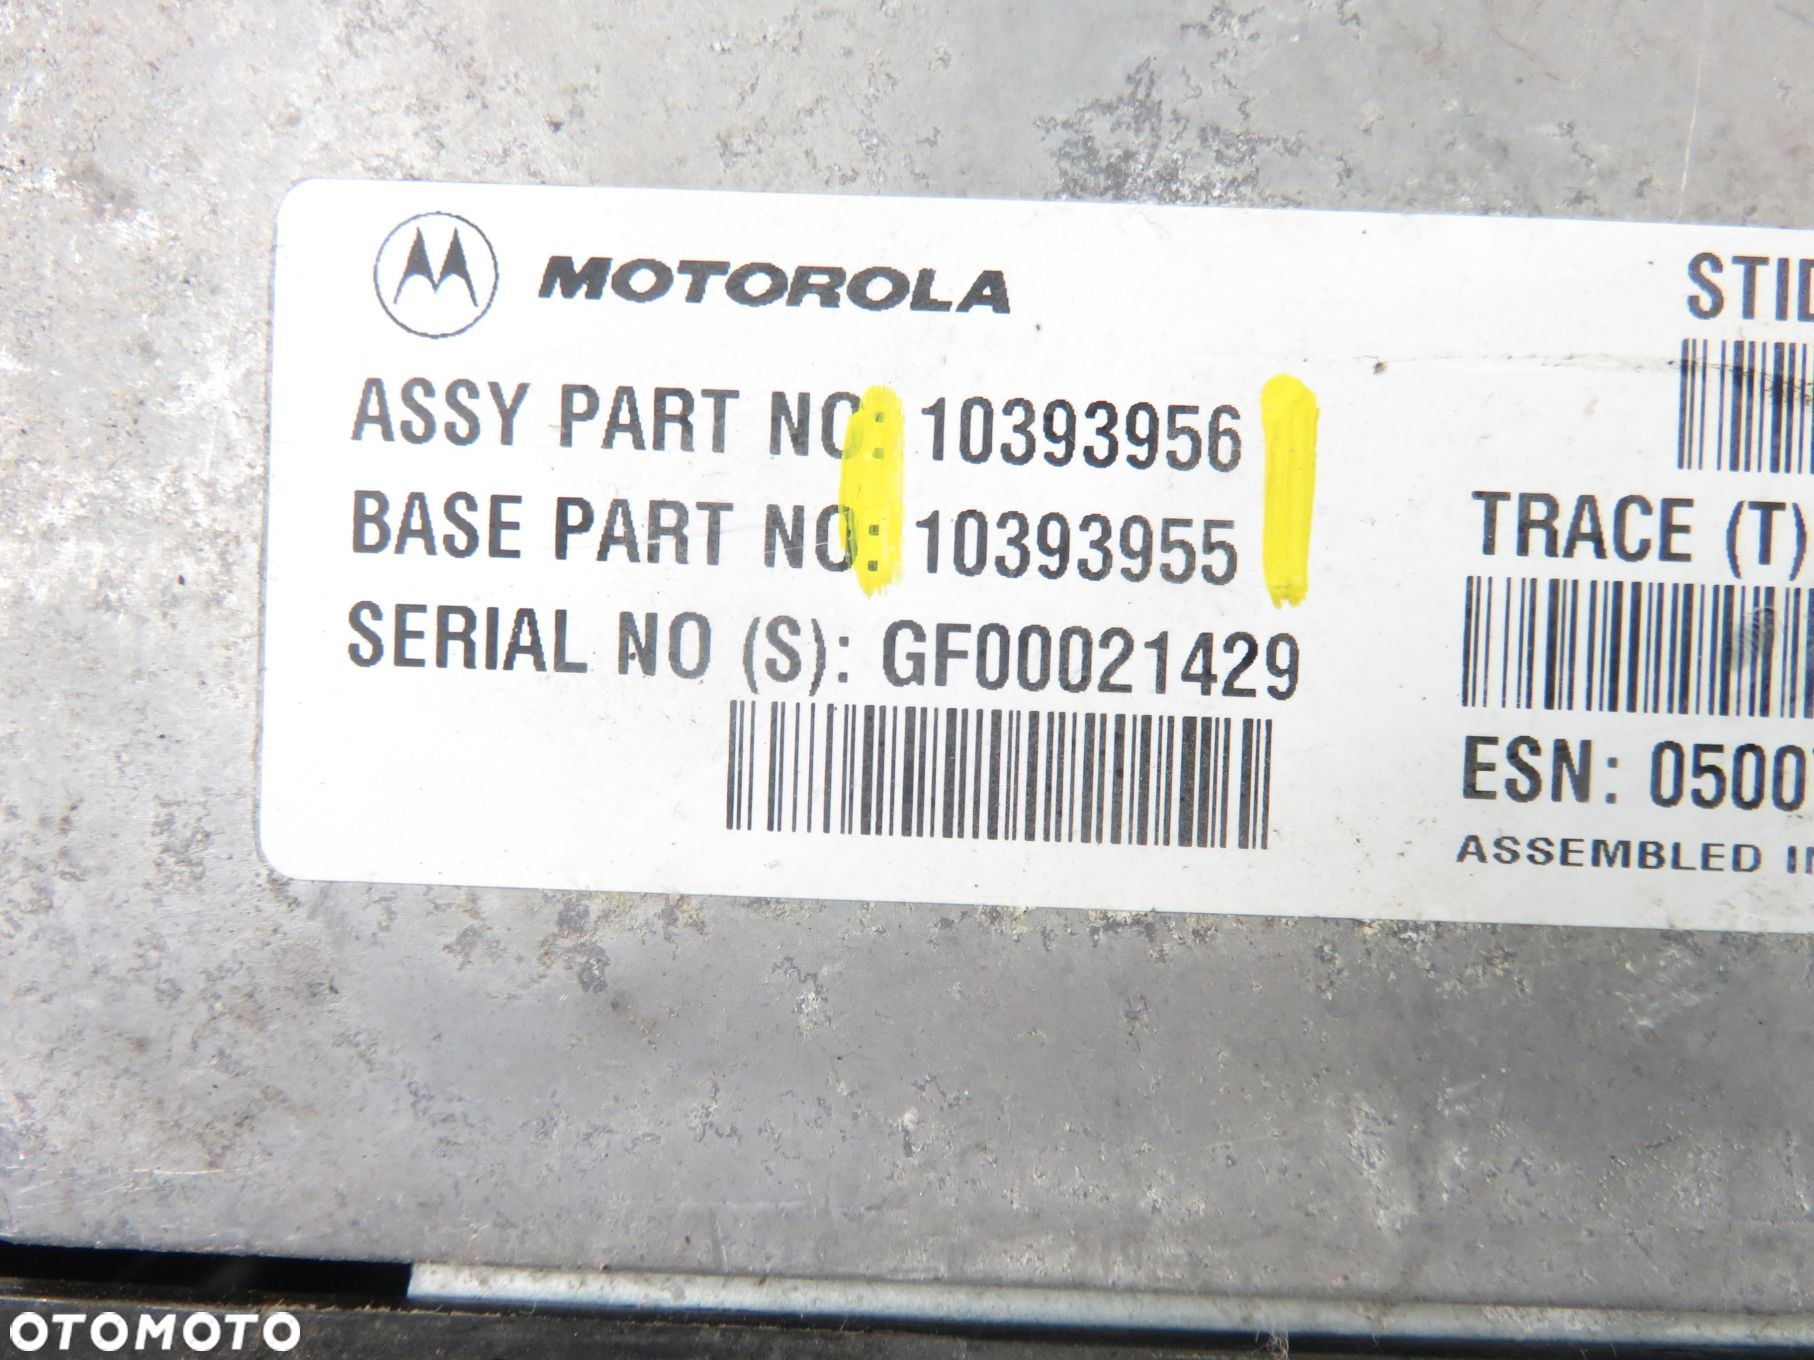 MOTOROLA
ASSY PART NO: 10393956
BASE PART NO: 10393955
SERIAL NO (S): GF00021429
STID
TRACE (T)
ESN: 0500
ASSEMBLED IN
OTOMOTO